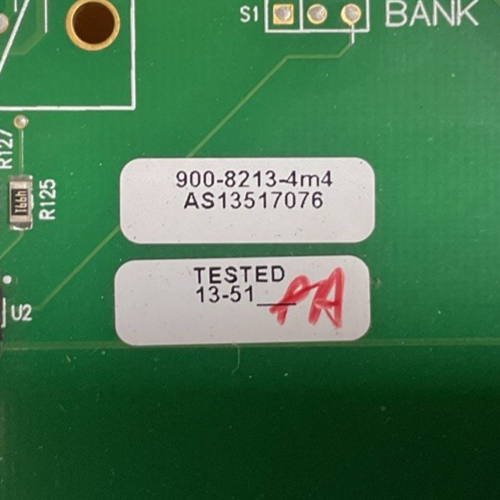 S1
BANK
R127
R125
900-8213-4m4
AS13517076
TESTED
13-51
U2